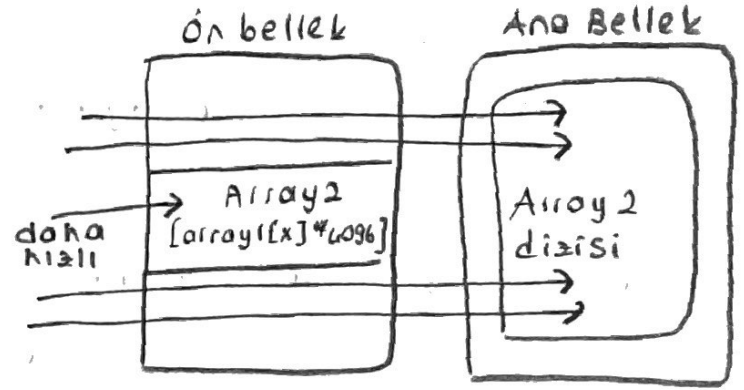 Ön bellek
Ana Bellek
Array2
[array1[x]*4096]
daha
hızlı
Array 2
dizisi